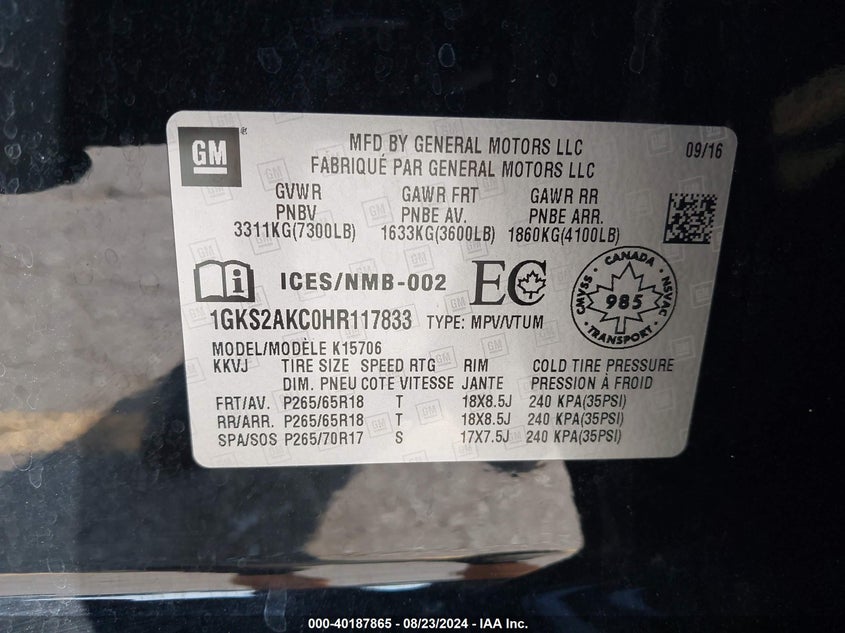 GM
MFD BY GENERAL MOTORS LLC
09/16
FABRIQUÉ PAR GENERAL MOTORS LLC
GVWR GAWR FRT GAWR RR
PNBV PNBE AV. PNBE ARR.
3311KG(7300LB) 1633KG(3600LB) 1860KG(4100LB)
ICES/NMB-002 EC
CANADA CMVSS NSVAC 985 TRANSPORT
1GKS2AKC0HR117833 TYPE: MPV/VTUM
MODEL/MODÈLE K15706
KKVJ TIRE SIZE SPEED RTG RIM COLD TIRE PRESSURE
DIM. PNEU COTE VITESSE JANTE PRESSION À FROID
FRT/AV. P265/65R18 T 18X8.5J 240 KPA(35PSI)
RR/ARR. P265/65R18 T 18X8.5J 240 KPA(35PSI)
SPA/SOS P265/70R17 S 17X7.5J 240 KPA(35PSI)
000-40187865 - 08/23/2024 - IAA Inc.